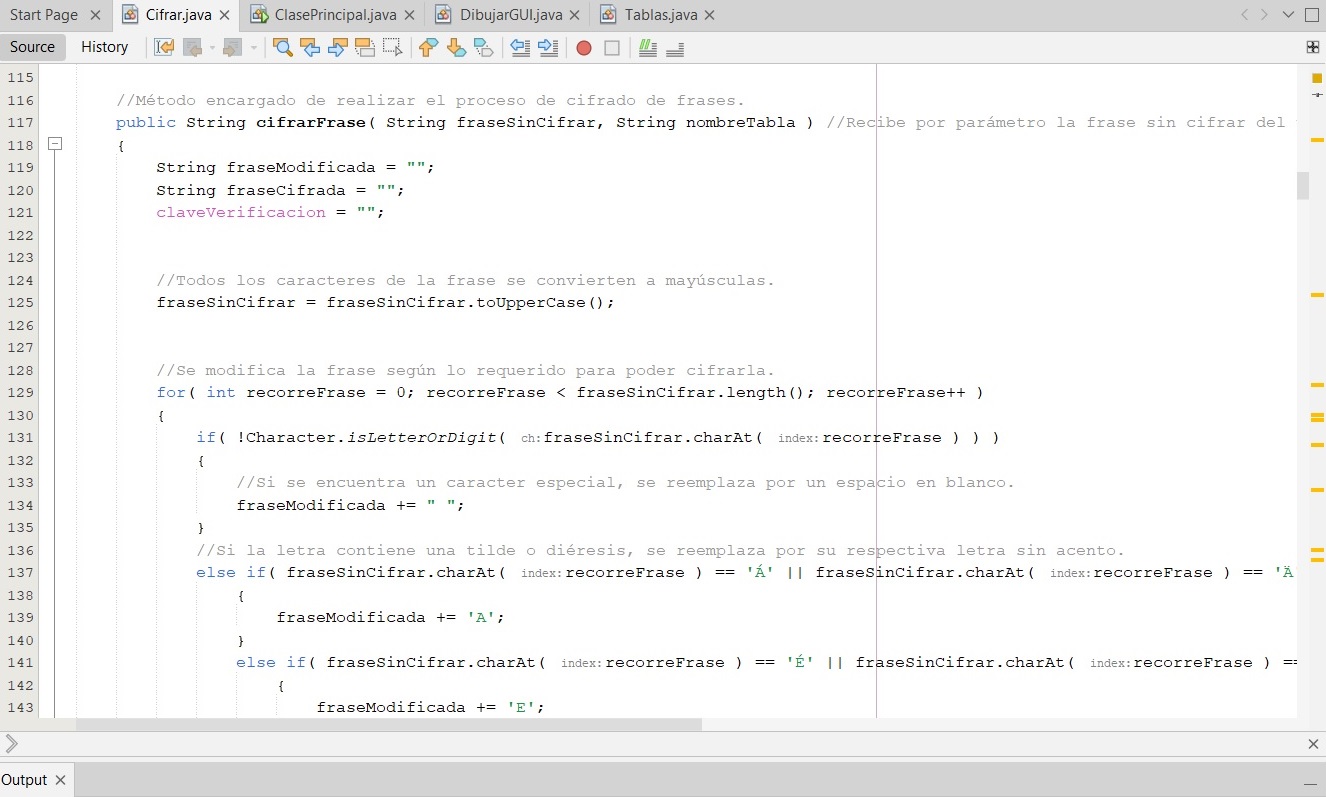 Start Page Cifrar.java ClasePrincipal.java DibujarGUI.java Tablas.java
Source History
115
116 //Método encargado de realizar el proceso de cifrado de frases.
117 public String cifrarFrase( String fraseSinCifrar, String nombreTabla ) //Recibe por parámetro la frase sin cifrar del
118 {
119 String fraseModificada = "";
120 String fraseCifrada = "";
121 claveVerificacion = "";
122
123
124 //Todos los caracteres de la frase se convierten a mayúsculas.
125 fraseSinCifrar = fraseSinCifrar.toUpperCase();
126
127
128 //Se modifica la frase según lo requerido para poder cifrarla.
129 for( int recorreFrase = 0; recorreFrase < fraseSinCifrar.length(); recorreFrase++ )
130 {
131 if( !Character.isLetterOrDigit( ch: fraseSinCifrar.charAt( index: recorreFrase ) ) )
132 {
133 //Si se encuentra un caracter especial, se reemplaza por un espacio en blanco.
134 fraseModificada += " ";
135 }
136 //Si la letra contiene una tilde o diéresis, se reemplaza por su respectiva letra sin acento.
137 else if( fraseSinCifrar.charAt( index: recorreFrase ) == 'Á' || fraseSinCifrar.charAt( index: recorreFrase ) == 'Ä
138 {
139 fraseModificada += 'A';
140 }
141 else if( fraseSinCifrar.charAt( index: recorreFrase ) == 'É' || fraseSinCifrar.charAt( index: recorreFrase ) ==
142 {
143 fraseModificada += 'E';
Output